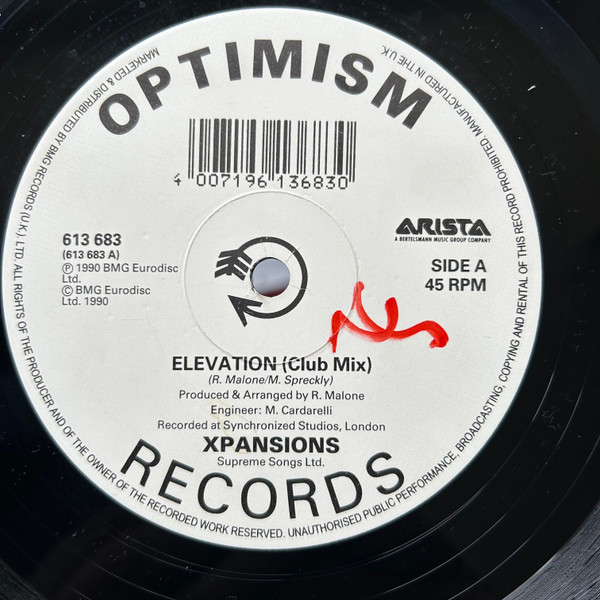 OPTIMISM
MARKETED & DISTRIBUTED BY BMG RECORDS (U.K.) LTD. ALL RIGHTS OF THE PRODUCER AND OF THE OWNER OF THE RECORDED WORK RESERVED. UNAUTHORISED PUBLIC PERFORMANCE, BROADCASTING, COPYING AND RENTAL OF THIS RECORD PROHIBITED. MANUFACTURED IN THE U.K.
4 007196 136830
613 683
(613 683 A)
℗ 1990 BMG Eurodisc
Ltd.
© BMG Eurodisc
Ltd. 1990
ARISTA
A BERTELSMANN MUSIC GROUP COMPANY
SIDE A
45 RPM
ELEVATION (Club Mix)
(R. Malone/M. Spreckly)
Produced & Arranged by R. Malone
Engineer: M. Cardarelli
Recorded at Synchronized Studios, London
XPANSIONS
Supreme Songs Ltd.
RECORDS